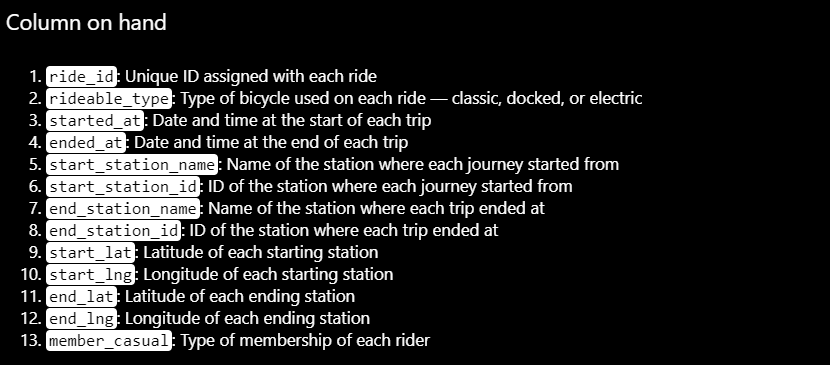 Column on hand
1. ride_id: Unique ID assigned with each ride
2. rideable_type: Type of bicycle used on each ride — classic, docked, or electric
3. started_at: Date and time at the start of each trip
4. ended_at: Date and time at the end of each trip
5. start_station_name: Name of the station where each journey started from
6. start_station_id: ID of the station where each journey started from
7. end_station_name: Name of the station where each trip ended at
8. end_station_id: ID of the station where each trip ended at
9. start_lat: Latitude of each starting station
10. start_lng: Longitude of each starting station
11. end_lat: Latitude of each ending station
12. end_lng: Longitude of each ending station
13. member_casual: Type of membership of each rider